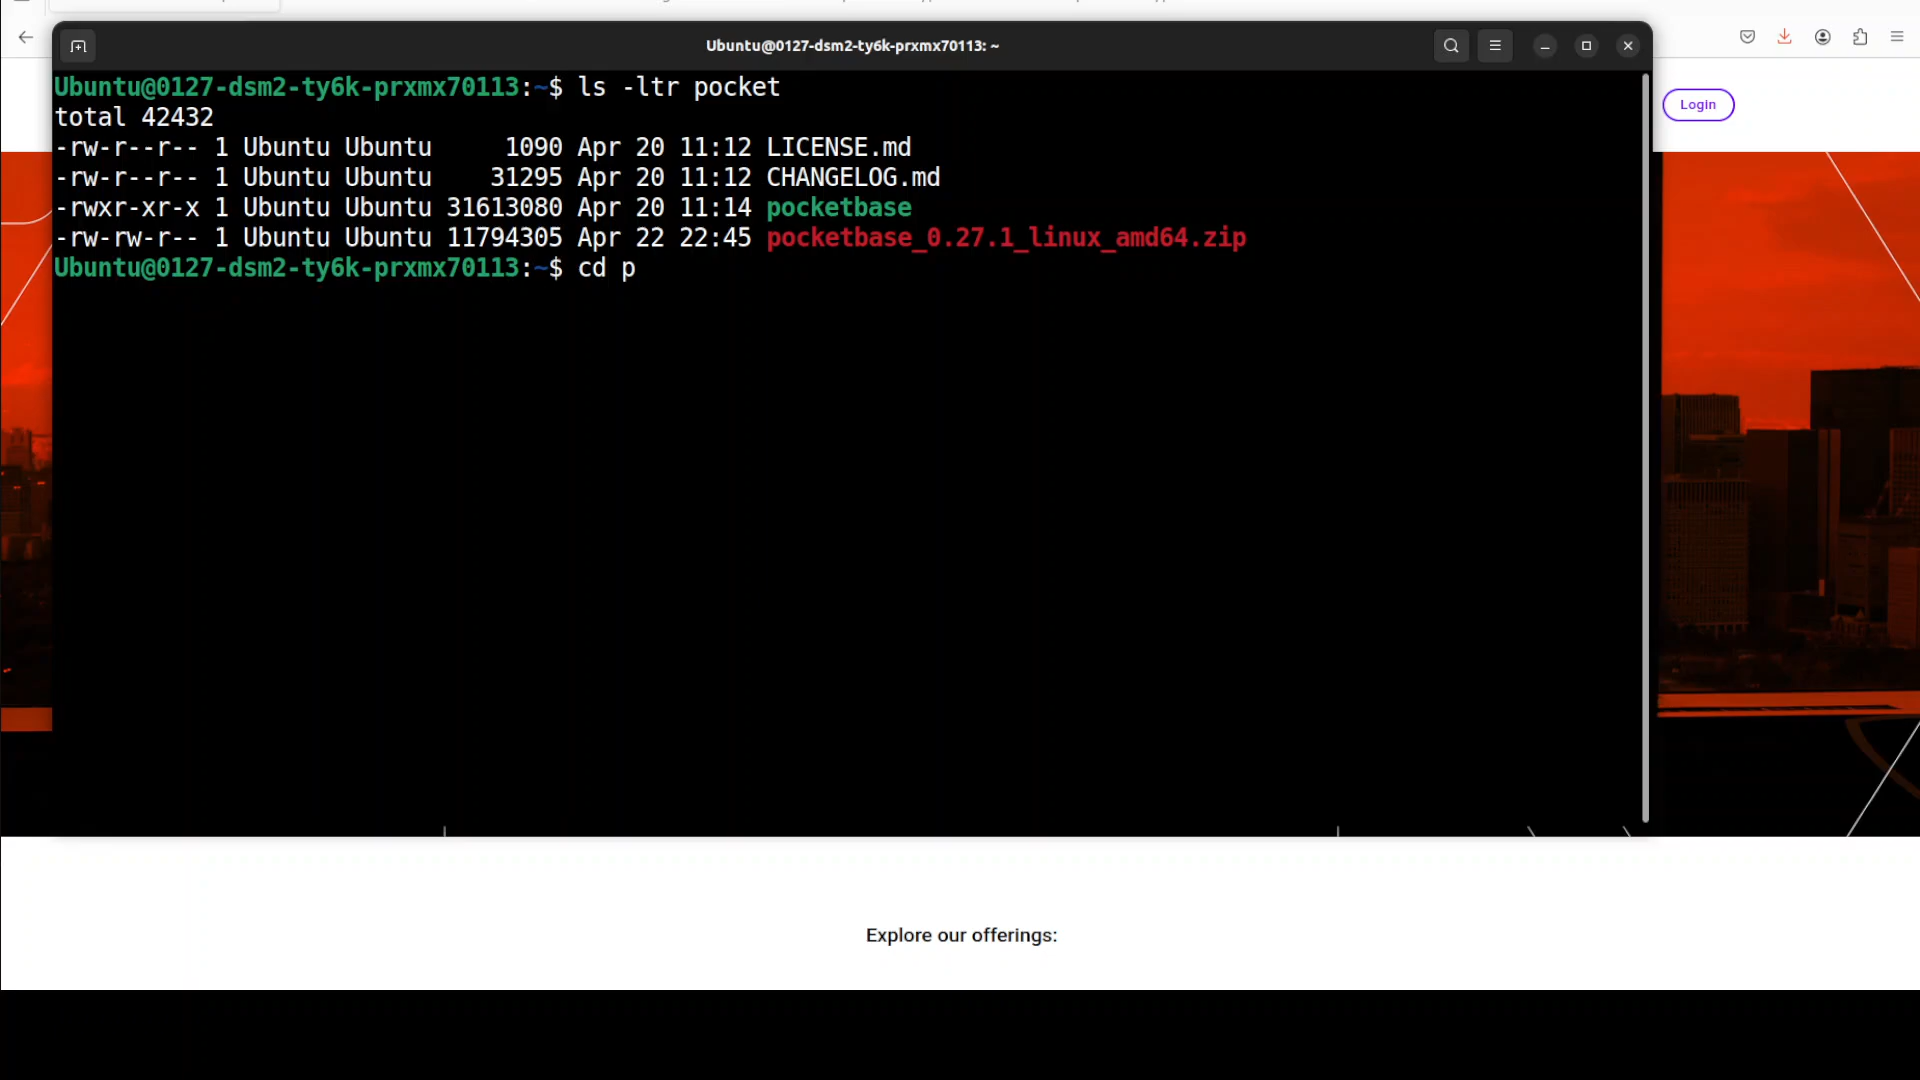 Ubuntu@0127-dsm2-ty6k-prxmx70113: ~
Ubuntu@0127-dsm2-ty6k-prxmx70113:~$ ls -ltr pocket
total 42432
-rw-r--r-- 1 Ubuntu Ubuntu     1090 Apr 20 11:12 LICENSE.md
-rw-r--r-- 1 Ubuntu Ubuntu    31295 Apr 20 11:12 CHANGELOG.md
-rwxr-xr-x 1 Ubuntu Ubuntu 31613080 Apr 20 11:14 pocketbase
-rw-rw-r-- 1 Ubuntu Ubuntu 11794305 Apr 22 22:45 pocketbase_0.27.1_linux_amd64.zip
Ubuntu@0127-dsm2-ty6k-prxmx70113:~$ cd p
Login
Explore our offerings: